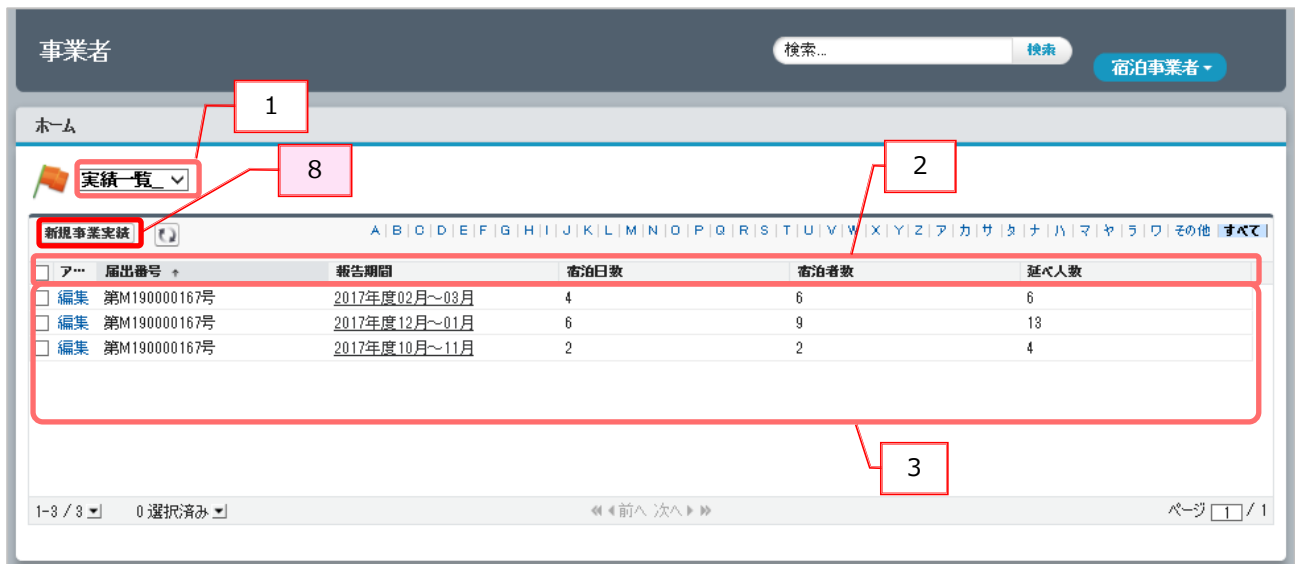 事業者
検索...
検索
宿泊事業者
1
ホーム
実績一覧_
8
2
新規事業実績
A|B|C|D|E|F|G|H|I|J|K|L|M|N|O|P|Q|R|S|T|U|V|W|X|Y|Z|ア|カ|サ|タ|ナ|ハ|マ|ヤ|ラ|ワ|その他|すべて|
ア… 届出番号 ↑ 報告期間 宿泊日数 宿泊者数 延べ人数
編集 第M190000167号 2017年度02月～03月 4 6 6
編集 第M190000167号 2017年度12月～01月 6 9 13
編集 第M190000167号 2017年度10月～11月 2 2 4
3
1-3 / 3 0 選択済み 前へ 次へ ページ 1 / 1